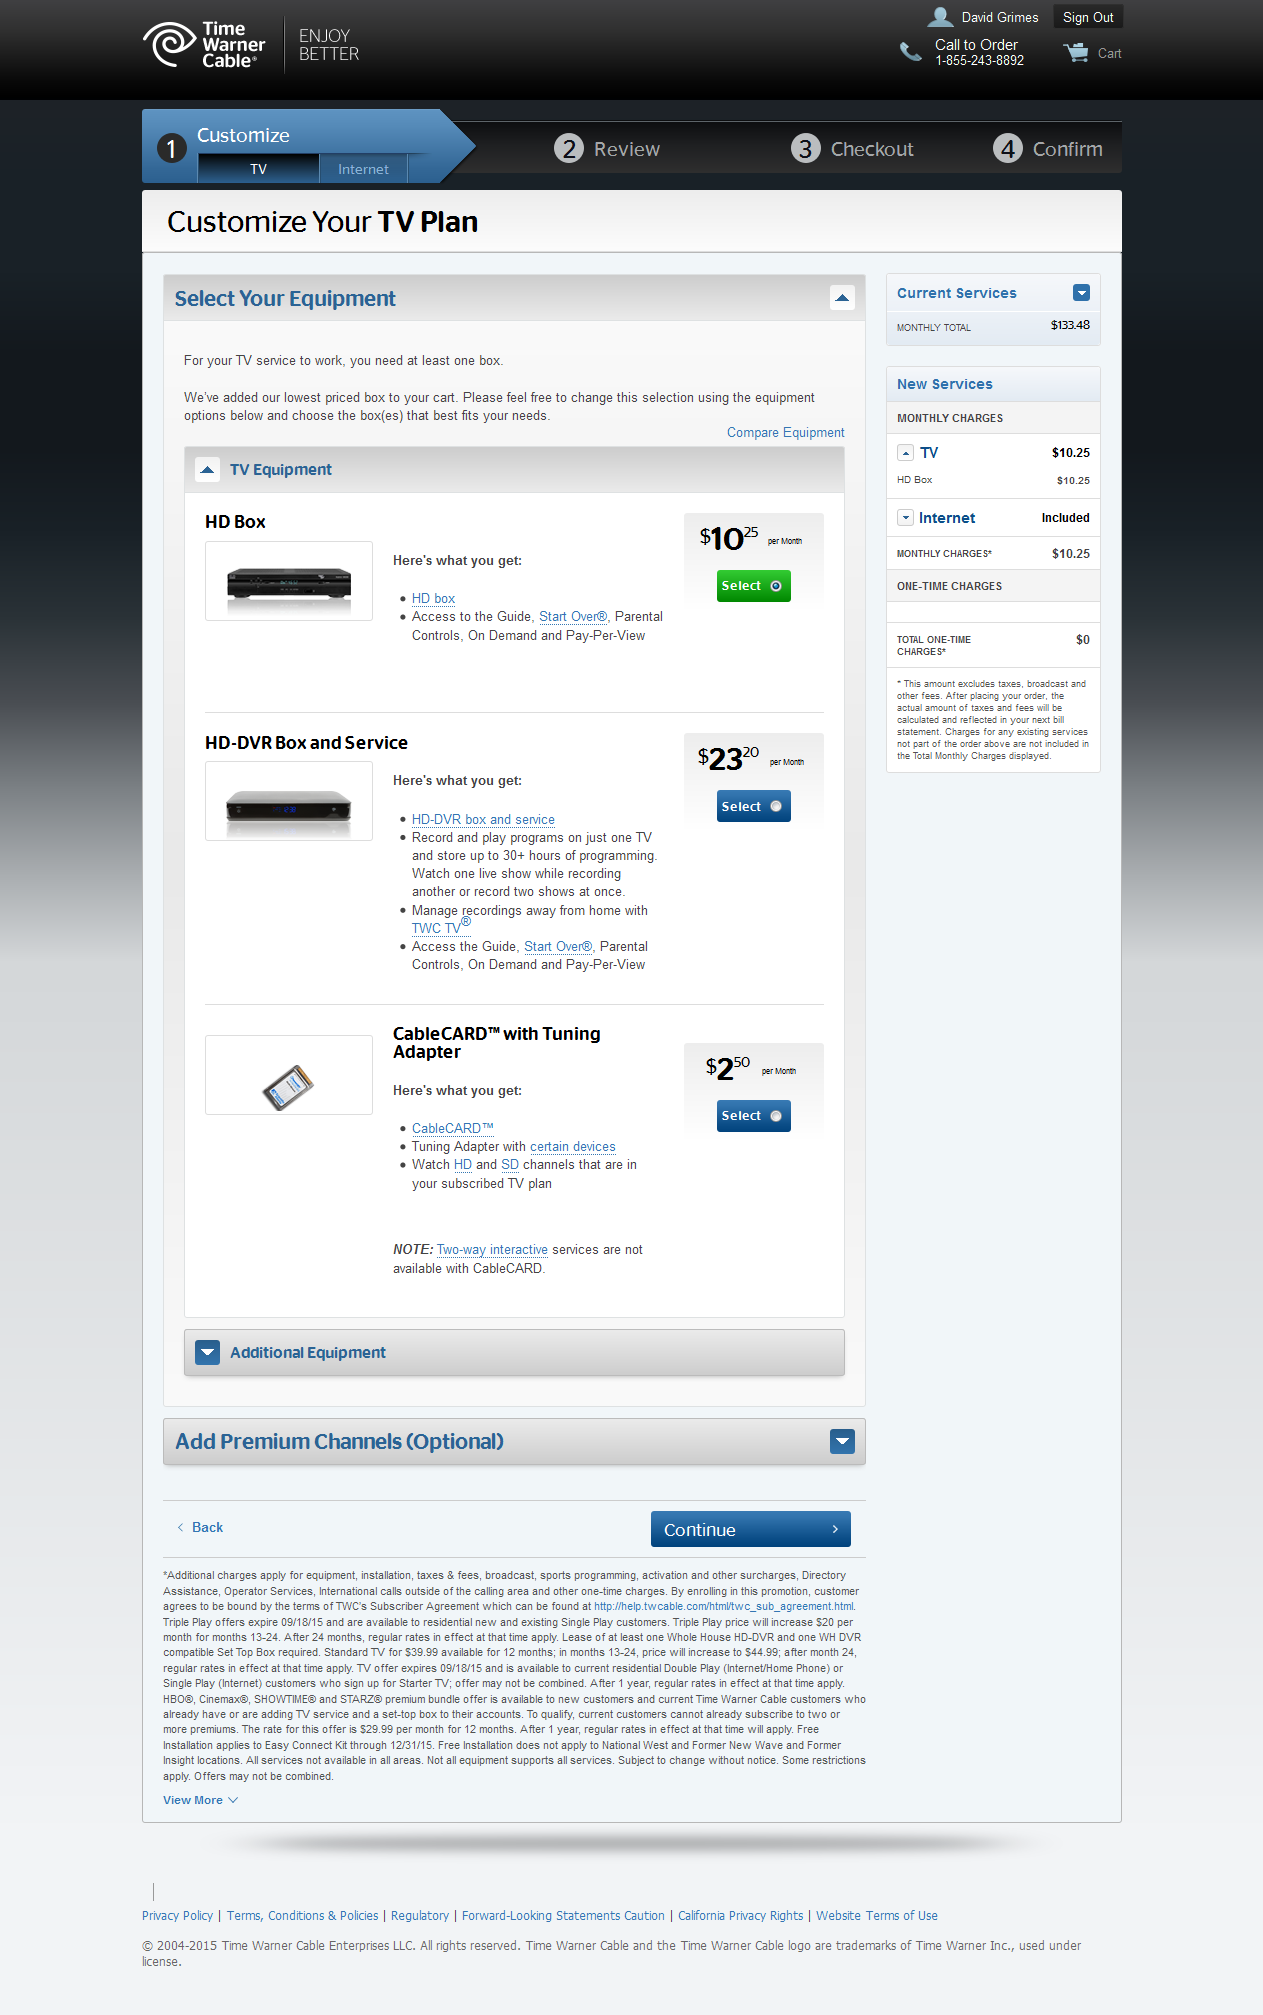 Time Warner Cable®
ENJOY BETTER
David Grimes
Sign Out
Call to Order
1-855-243-8892
Cart
1
Customize
TV
Internet
2 Review
3 Checkout
4 Confirm
Customize Your TV Plan
Select Your Equipment
For your TV service to work, you need at least one box.
We've added our lowest priced box to your cart. Please feel free to change this selection using the equipment
options below and choose the box(es) that best fits your needs.
Compare Equipment
TV Equipment
HD Box
Here's what you get:
• HD box
• Access to the Guide, Start Over®, Parental
Controls, On Demand and Pay-Per-View
$10.25 per Month
Select
HD-DVR Box and Service
Here's what you get:
• HD-DVR box and service
• Record and play programs on just one TV
and store up to 30+ hours of programming.
Watch one live show while recording
another or record two shows at once.
• Manage recordings away from home with
TWC TV®
• Access the Guide, Start Over®, Parental
Controls, On Demand and Pay-Per-View
$23.20 per Month
Select
CableCARD™ with Tuning
Adapter
Here's what you get:
• CableCARD™
• Tuning Adapter with certain devices
• Watch HD and SD channels that are in
your subscribed TV plan
NOTE: Two-way interactive services are not
available with CableCARD.
$2.50 per Month
Select
Additional Equipment
Add Premium Channels (Optional)
Back
Continue
Current Services
MONTHLY TOTAL $133.48
New Services
MONTHLY CHARGES
TV $10.25
HD Box $10.25
Internet Included
MONTHLY CHARGES* $10.25
ONE-TIME CHARGES
TOTAL ONE-TIME $0
CHARGES*
* This amount excludes taxes, broadcast and
other fees. After placing your order, the
actual amount of taxes and fees will be
calculated and reflected in your next bill
statement. Charges for any existing services
not part of the order above are not included in
the Total Monthly Charges displayed.
*Additional charges apply for equipment, installation, taxes & fees, broadcast, sports programming, activation and other surcharges, Directory
Assistance, Operator Services, International calls outside of the calling area and other one-time charges. By enrolling in this promotion, customer
agrees to be bound by the terms of TWC's Subscriber Agreement which can be found at http://help.twcable.com/html/twc_sub_agreement.html.
Triple Play offers expire 09/18/15 and are available to residential new and existing Single Play customers. Triple Play price will increase $20 per
month for months 13-24. After 24 months, regular rates in effect at that time apply. Lease of at least one Whole House HD-DVR and one WH DVR
compatible Set Top Box required. Standard TV for $39.99 available for 12 months; in months 13-24, price will increase to $44.99; after month 24,
regular rates in effect at that time apply. TV offer expires 09/18/15 and is available to current residential Double Play (Internet/Home Phone) or
Single Play (Internet) customers who sign up for Starter TV; offer may not be combined. After 1 year, regular rates in effect at that time apply.
HBO®, Cinemax®, SHOWTIME® and STARZ® premium bundle offer is available to new customers and current Time Warner Cable customers who
already have or are adding TV service and a set-top box to their accounts. To qualify, current customers cannot already subscribe to two or
more premiums. The rate for this offer is $29.99 per month for 12 months. After 1 year, regular rates in effect at that time will apply. Free
Installation applies to Easy Connect Kit through 12/31/15. Free Installation does not apply to National West and Former New Wave and Former
Insight locations. All services not available in all areas. Not all equipment supports all services. Subject to change without notice. Some restrictions
apply. Offers may not be combined.
View More
Privacy Policy | Terms, Conditions & Policies | Regulatory | Forward-Looking Statements Caution | California Privacy Rights | Website Terms of Use
© 2004-2015 Time Warner Cable Enterprises LLC. All rights reserved. Time Warner Cable and the Time Warner Cable logo are trademarks of Time Warner Inc., used under
license.